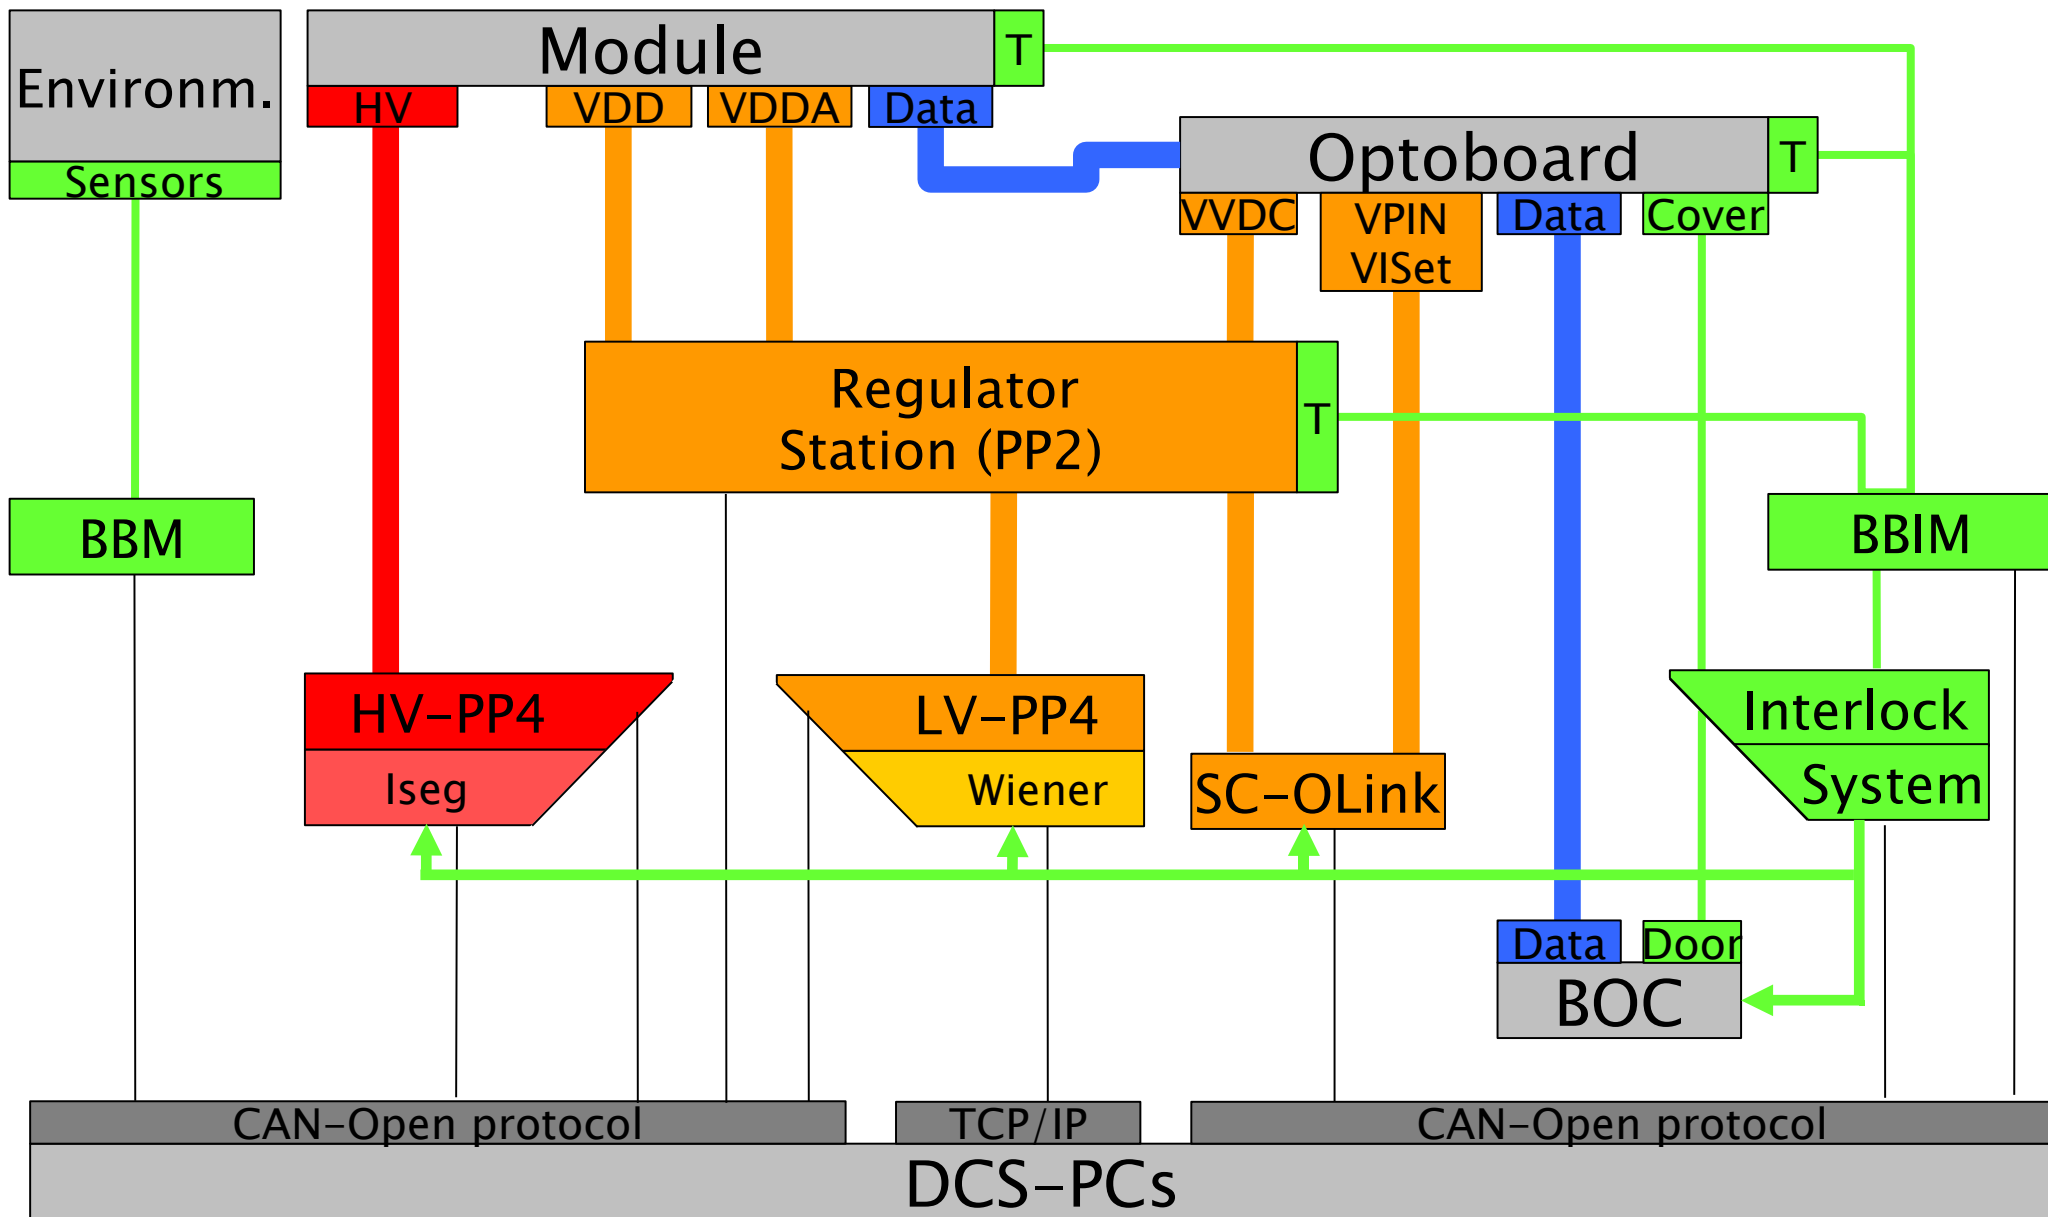 Environm.
Sensors
Module
T
HV
VDD
VDDA
Data
Optoboard
T
VVDC
VPIN
VISet
Data
Cover
Regulator
Station (PP2)
T
BBM
BBIM
HV-PP4
Iseg
LV-PP4
Wiener
SC-OLink
Interlock
System
Data
Door
BOC
CAN-Open protocol
TCP/IP
CAN-Open protocol
DCS-PCs